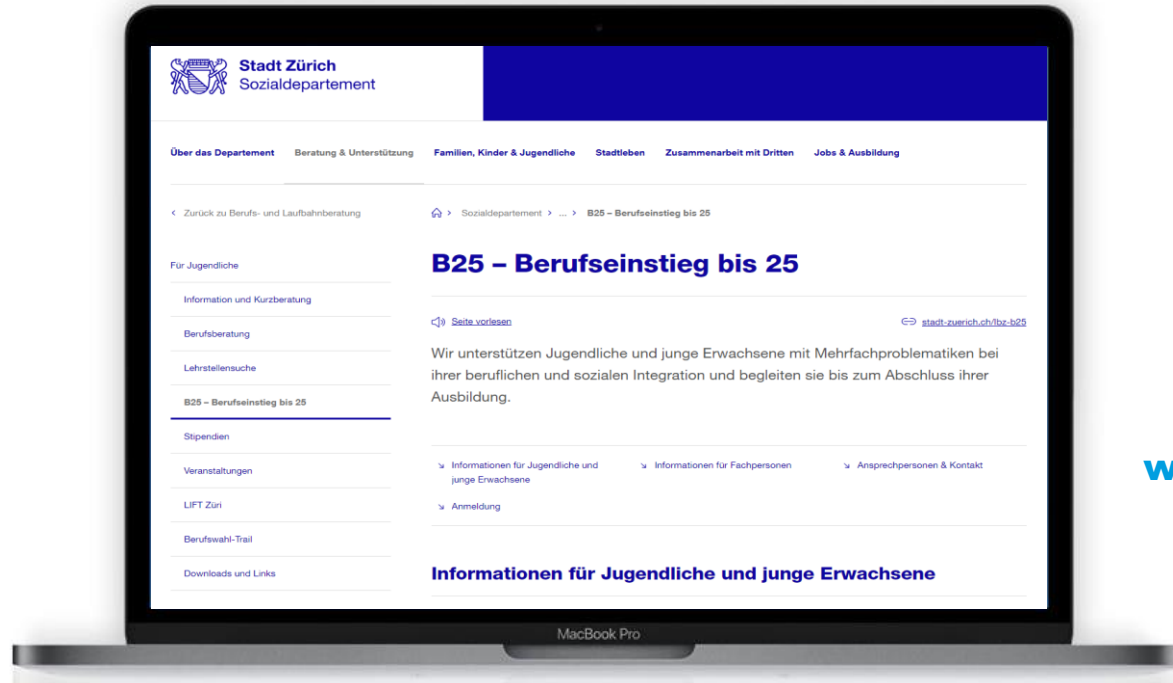 Stadt Zürich
Sozialdepartement
Über das Departement Beratung & Unterstützung Familien, Kinder & Jugendliche Stadtleben Zusammenarbeit mit Dritten Jobs & Ausbildung
Zurück zu Berufs- und Laufbahnberatung
Sozialdepartement > ... > B25 – Berufseinstieg bis 25
Für Jugendliche
Information und Kurzberatung
Berufsberatung
Lehrstellensuche
B25 – Berufseinstieg bis 25
Stipendien
Veranstaltungen
LIFT Züri
Berufswahl-Trail
Downloads und Links
B25 – Berufseinstieg bis 25
Seite vorlesen stadt-zuerich.ch/lbz-b25
Wir unterstützen Jugendliche und junge Erwachsene mit Mehrfachproblematiken bei
ihrer beruflichen und sozialen Integration und begleiten sie bis zum Abschluss ihrer
Ausbildung.
Informationen für Jugendliche und
junge Erwachsene
Informationen für Fachpersonen
Ansprechpersonen & Kontakt
Anmeldung
Informationen für Jugendliche und junge Erwachsene
MacBook Pro